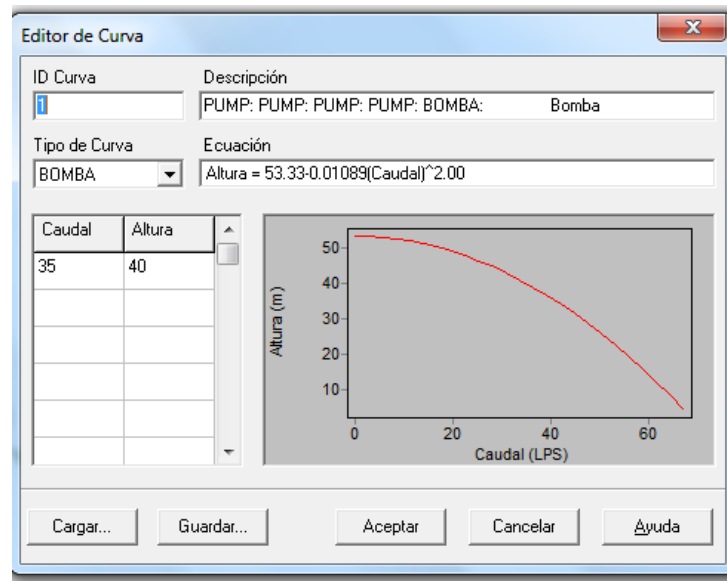 Editor de Curva
ID Curva
Descripción
1
PUMP: PUMP: PUMP: PUMP: BOMBA: Bomba
Tipo de Curva
Ecuación
BOMBA
Altura = 53.33-0.01089(Caudal)^2.00
Caudal Altura
35 40
50
40
30
20
10
Altura (m)
0 20 40 60
Caudal (LPS)
Cargar... Guardar... Aceptar Cancelar Ayuda